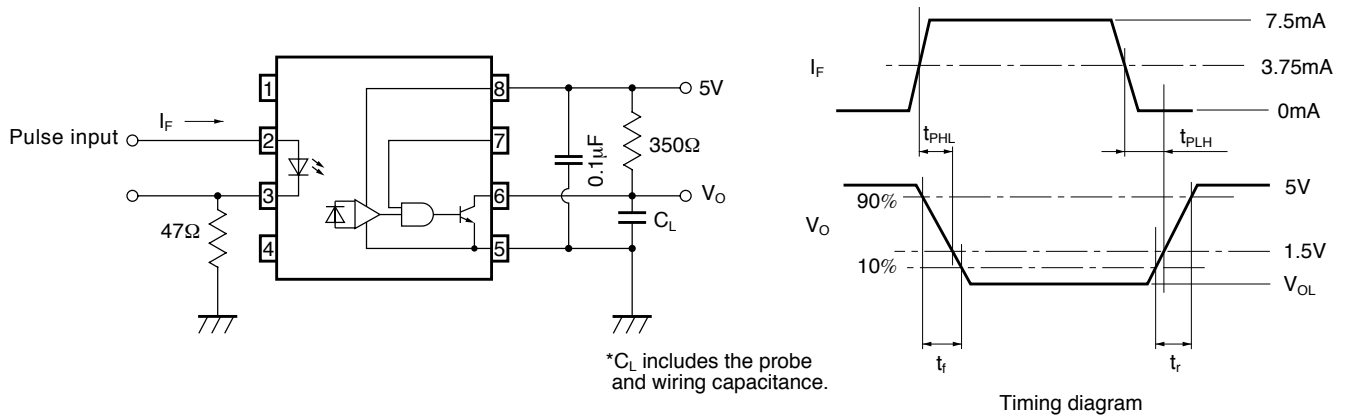 Pulse input
I_F
1
2
3
4
47Ω
8
7
6
5
0.1μF
350Ω
5V
V_O
C_L
*C_L includes the probe
and wiring capacitance.
I_F
7.5mA
3.75mA
0mA
t_PHL
t_PLH
V_O
90%
10%
5V
1.5V
V_OL
t_f
t_r
Timing diagram